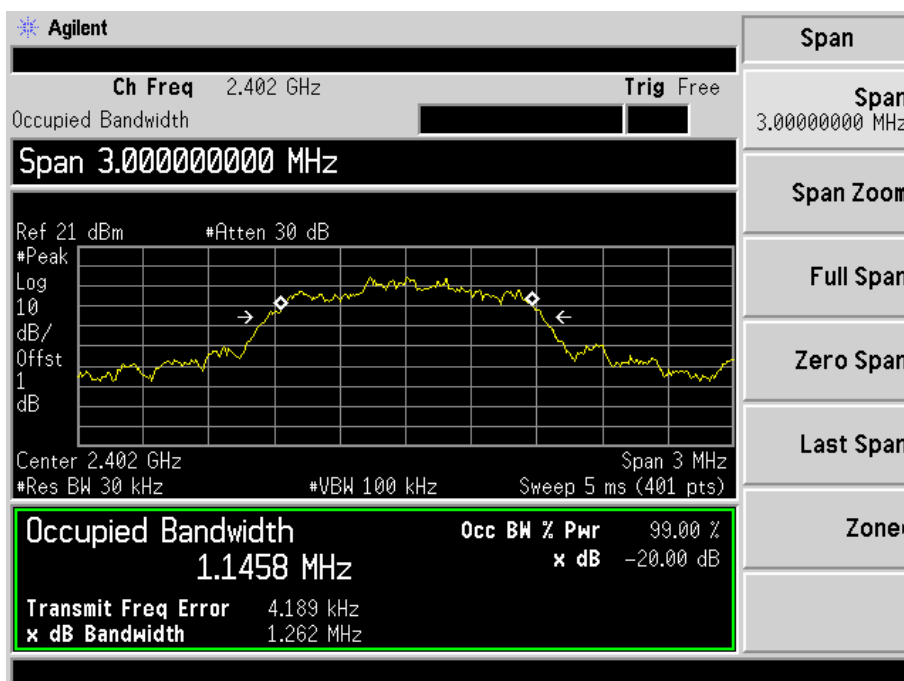 Agilent
Span
Ch Freq 2.402 GHz Trig Free
Occupied Bandwidth
Span 3.000000000 MHz
Ref 21 dBm #Atten 30 dB
#Peak
Log
10
dB/
Offst
1
dB
Center 2.402 GHz Span 3 MHz
#Res BW 30 kHz #VBW 100 kHz Sweep 5 ms (401 pts)
Occupied Bandwidth
1.1458 MHz
Occ BW % Pwr 99.00 %
x dB -20.00 dB
Transmit Freq Error 4.189 kHz
x dB Bandwidth 1.262 MHz
Span
3.00000000 MHz
Span Zoom
Full Span
Zero Span
Last Span
Zone